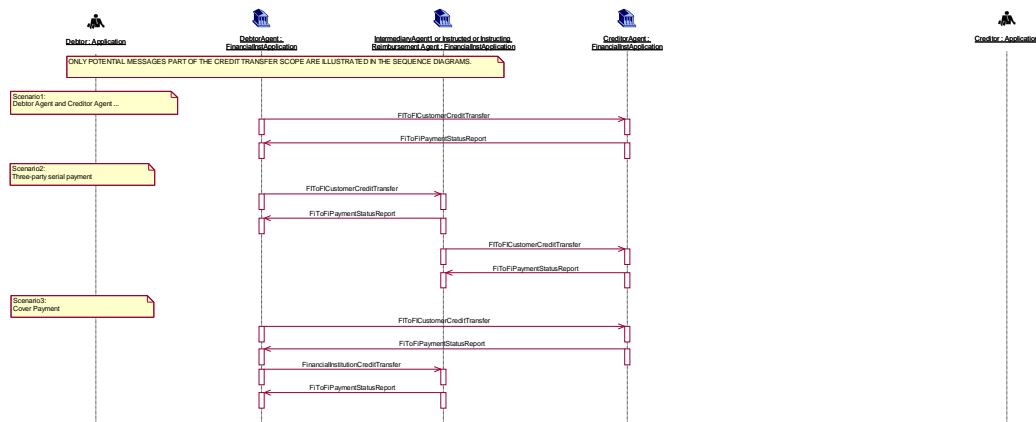 Debtor : Application
DebtorAgent :
FinancialInstApplication
IntermediaryAgent1 or Instructed or Instructing
Reimbursement Agent : FinancialInstApplication
CreditorAgent :
FinancialInstApplication
Creditor : Application
ONLY POTENTIAL MESSAGES PART OF THE CREDIT TRANSFER SCOPE ARE ILLUSTRATED IN THE SEQUENCE DIAGRAMS.
Scenario1:
Debtor Agent and Creditor Agent ...
FIToFICustomerCreditTransfer
FiToFiPaymentStatusReport
Scenario2:
Three-party serial payment
FIToFICustomerCreditTransfer
FiToFiPaymentStatusReport
FIToFICustomerCreditTransfer
FiToFiPaymentStatusReport
Scenario3:
Cover Payment
FIToFICustomerCreditTransfer
FiToFiPaymentStatusReport
FinancialInstitutionCreditTransfer
FiToFiPaymentStatusReport